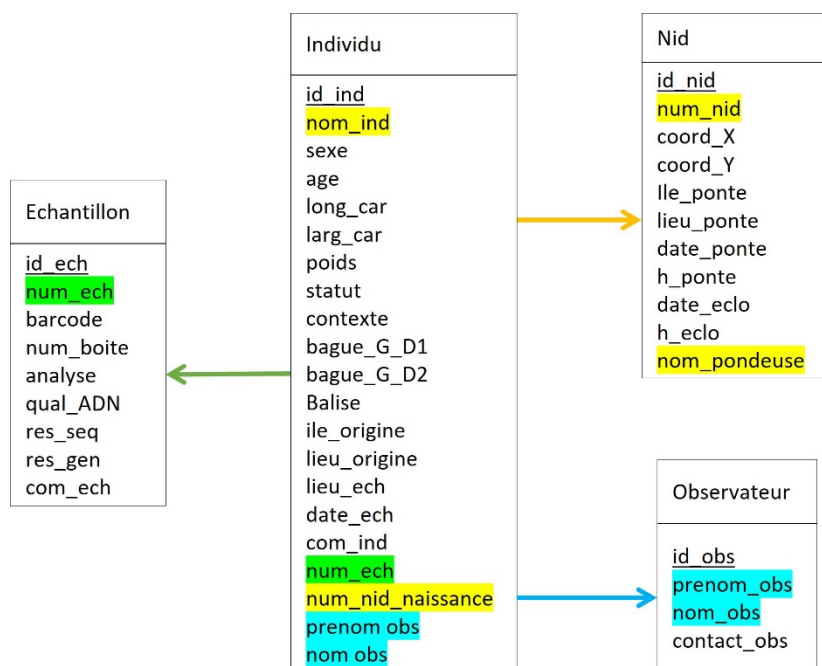 Echantillon
id_ech
num_ech
barcode
num_boite
analyse
qual_ADN
res_seq
res_gen
com_ech
Individu
id_ind
nom_ind
sexe
age
long_car
larg_car
poids
statut
contexte
bague_G_D1
bague_G_D2
Balise
ile_origine
lieu_origine
lieu_ech
date_ech
com_ind
num_ech
num_nid_naissance
prenom obs
nom obs
Nid
id_nid
num_nid
coord_X
coord_Y
Ile_ponte
lieu_ponte
date_ponte
h_ponte
date_eclo
h_eclo
nom_pondeuse
Observateur
id_obs
prenom_obs
nom_obs
contact_obs